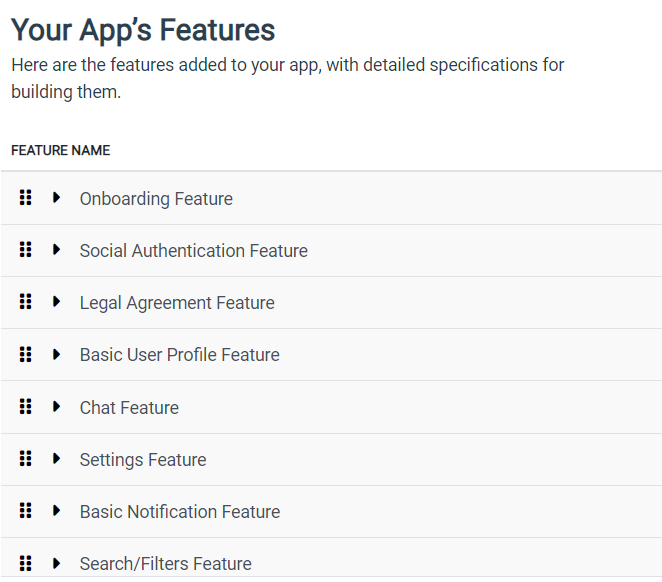 Your App’s Features
Here are the features added to your app, with detailed specifications for
building them.
FEATURE NAME
Onboarding Feature
Social Authentication Feature
Legal Agreement Feature
Basic User Profile Feature
Chat Feature
Settings Feature
Basic Notification Feature
Search/Filters Feature